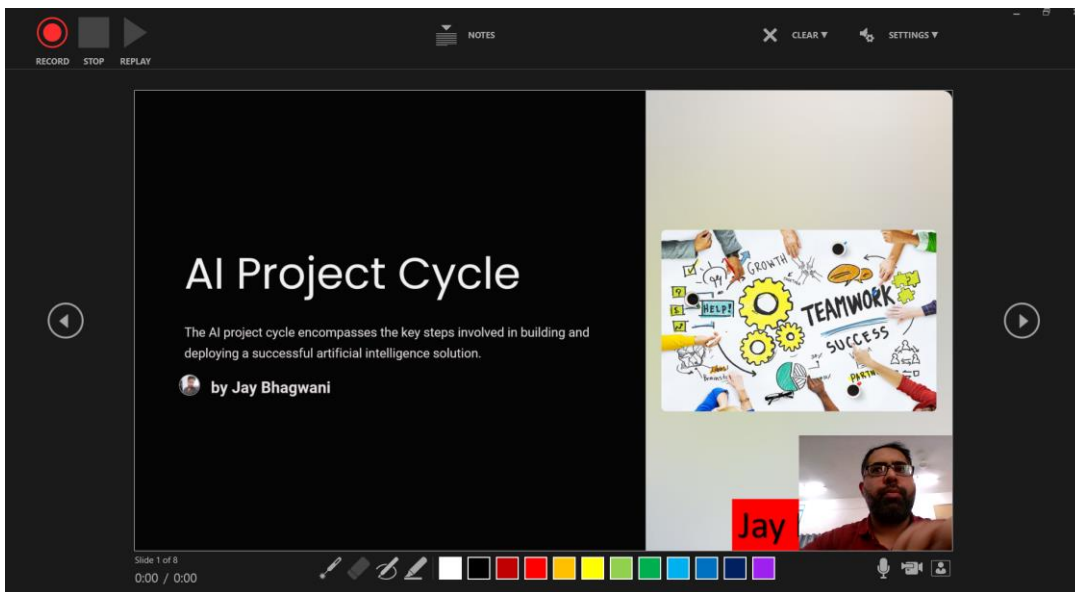 NOTES
CLEAR
SETTINGS
RECORD STOP REPLAY
AI Project Cycle
The AI project cycle encompasses the key steps involved in building and
deploying a successful artificial intelligence solution.
by Jay Bhagwani
GROWTH
HELP!
TEAMWORK
SUCCESS
Jay
Slide 1 of 8
0:00 / 0:00